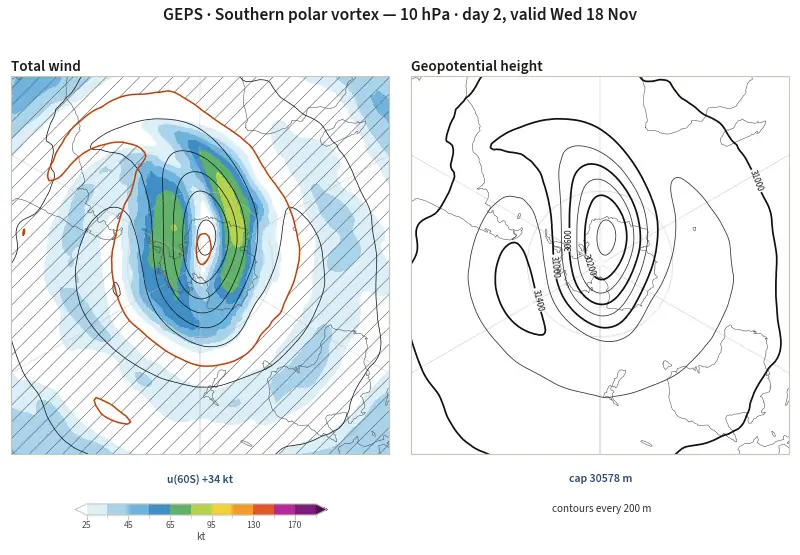 GEPS · Southern polar vortex — 10 hPa · day 2, valid Wed 18 Nov
Total wind
Geopotential height
31000
30600
31000
30200
31400
u(60S) +34 kt
cap 30578 m
contours every 200 m
25 45 65 95 130 170
kt